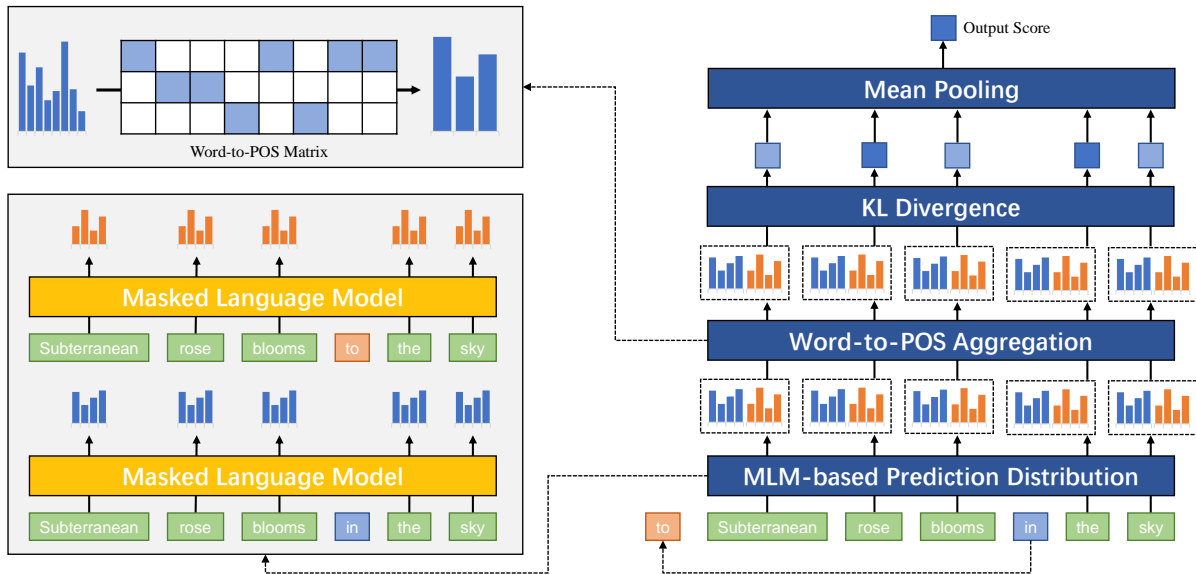 Word-to-POS Matrix
Masked Language Model
Subterranean rose blooms to the sky
Masked Language Model
Subterranean rose blooms in the sky
Output Score
Mean Pooling
KL Divergence
Word-to-POS Aggregation
MLM-based Prediction Distribution
to Subterranean rose blooms in the sky